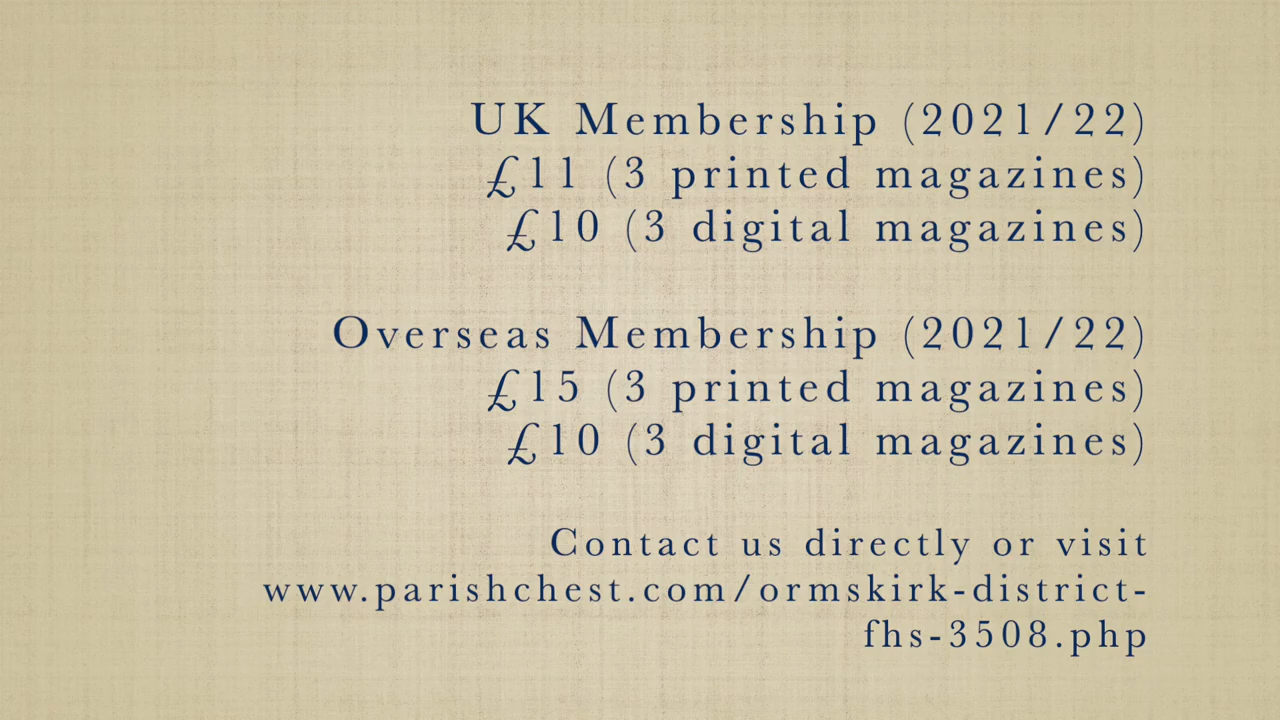 UK Membership (2021/22)
£11 (3 printed magazines)
£10 (3 digital magazines)
Overseas Membership (2021/22)
£15 (3 printed magazines)
£10 (3 digital magazines)
Contact us directly or visit
www.parishchest.com/ormskirk-district-
fhs-3508.php